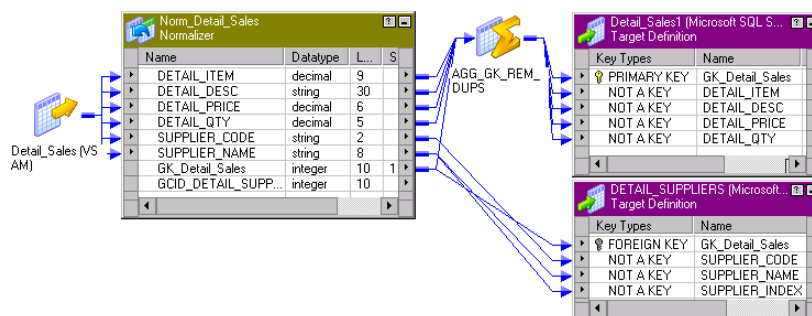 Detail_Sales (VS
AM)
Norm_Detail_Sales
Normalizer
Name Datatype L... S
DETAIL_ITEM decimal 9
DETAIL_DESC string 30
DETAIL_PRICE decimal 6
DETAIL_QTY decimal 5
SUPPLIER_CODE string 2
SUPPLIER_NAME string 8
GK_Detail_Sales integer 10 1
GCID_DETAIL_SUPP... integer 10
AGG_GK_REM_
DUPS
Detail_Sales1 (Microsoft SQL S...
Target Definition
Key Types Name
PRIMARY KEY GK_Detail_Sales
NOT A KEY DETAIL_ITEM
NOT A KEY DETAIL_DESC
NOT A KEY DETAIL_PRICE
NOT A KEY DETAIL_QTY
DETAIL_SUPPLIERS (Microsoft...
Target Definition
Key Types Name
FOREIGN KEY GK_Detail_Sales
NOT A KEY SUPPLIER_CODE
NOT A KEY SUPPLIER_NAME
NOT A KEY SUPPLIER_INDEX